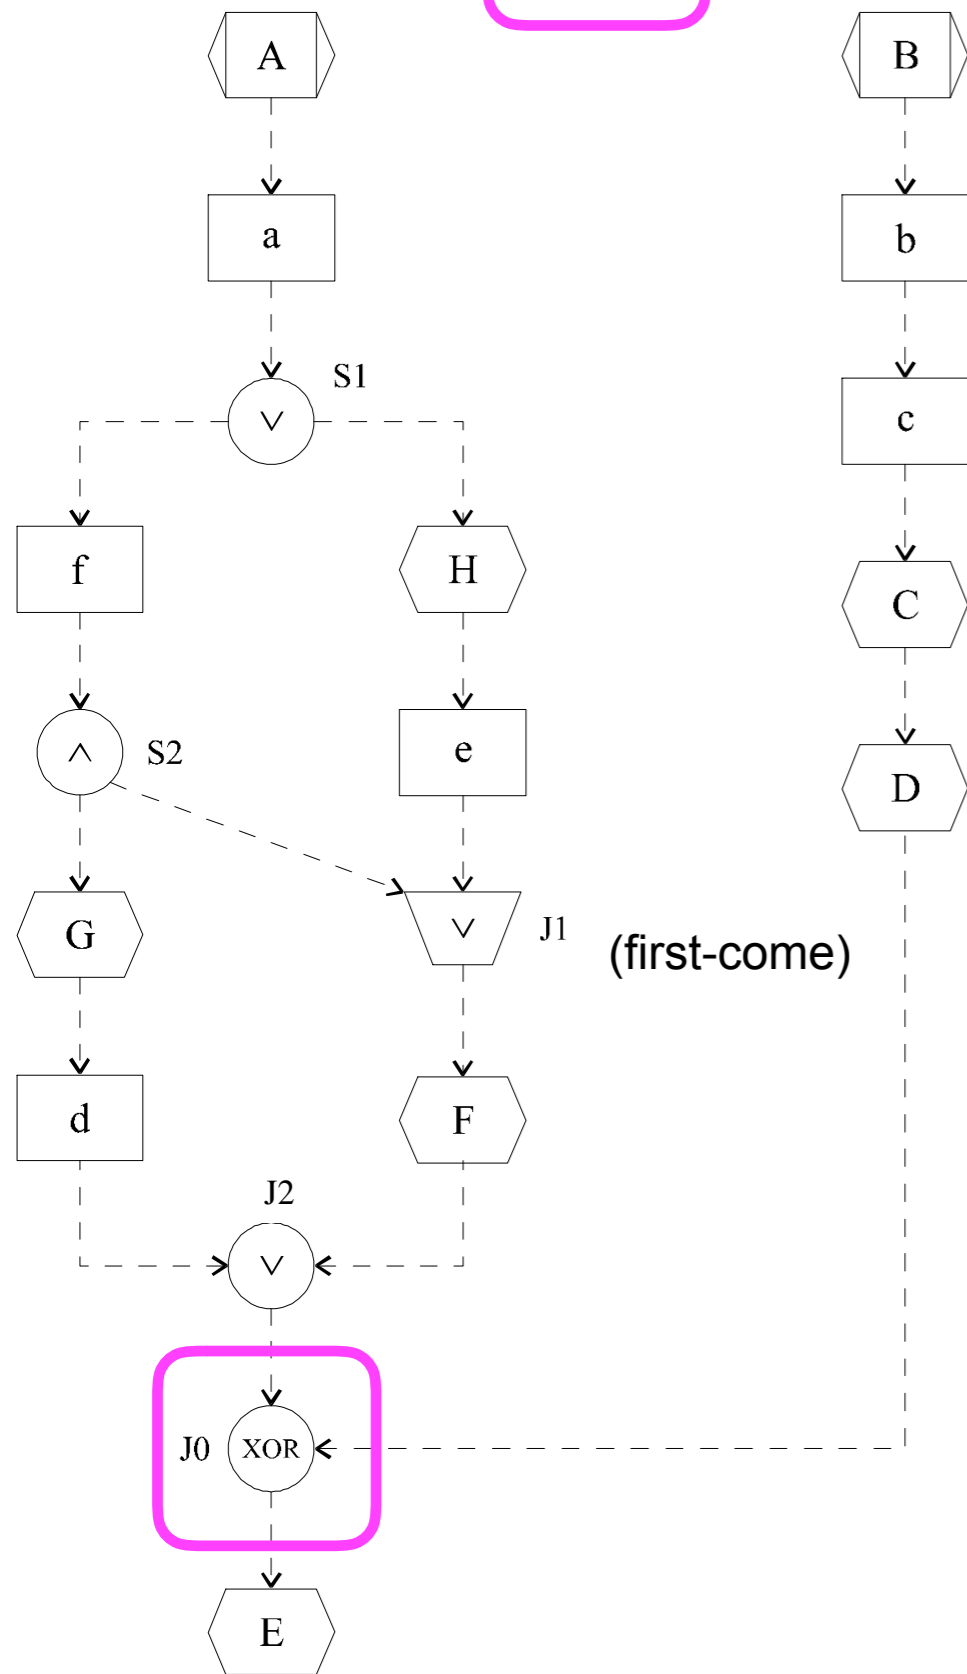 A
B
a
b
S1
∨
c
f
H
C
∧
S2
e
D
G
∨
J1
(first-come)
d
F
J2
∨
J0
XOR
E